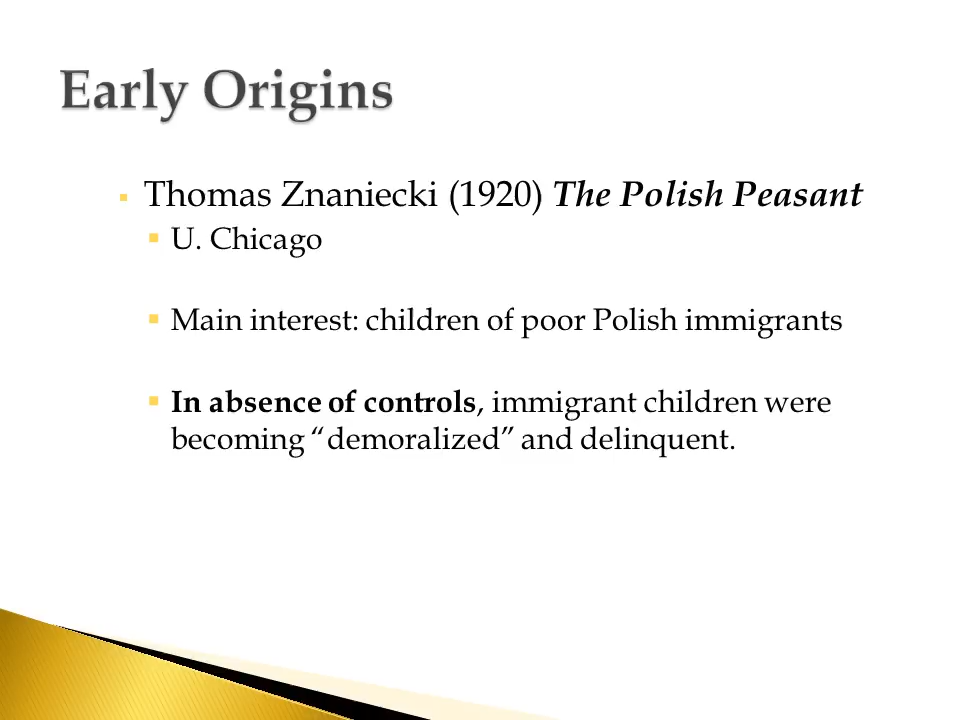 Early Origins
Thomas Znaniecki (1920) The Polish Peasant
U. Chicago
Main interest: children of poor Polish immigrants
In absence of controls, immigrant children were
becoming “demoralized” and delinquent.